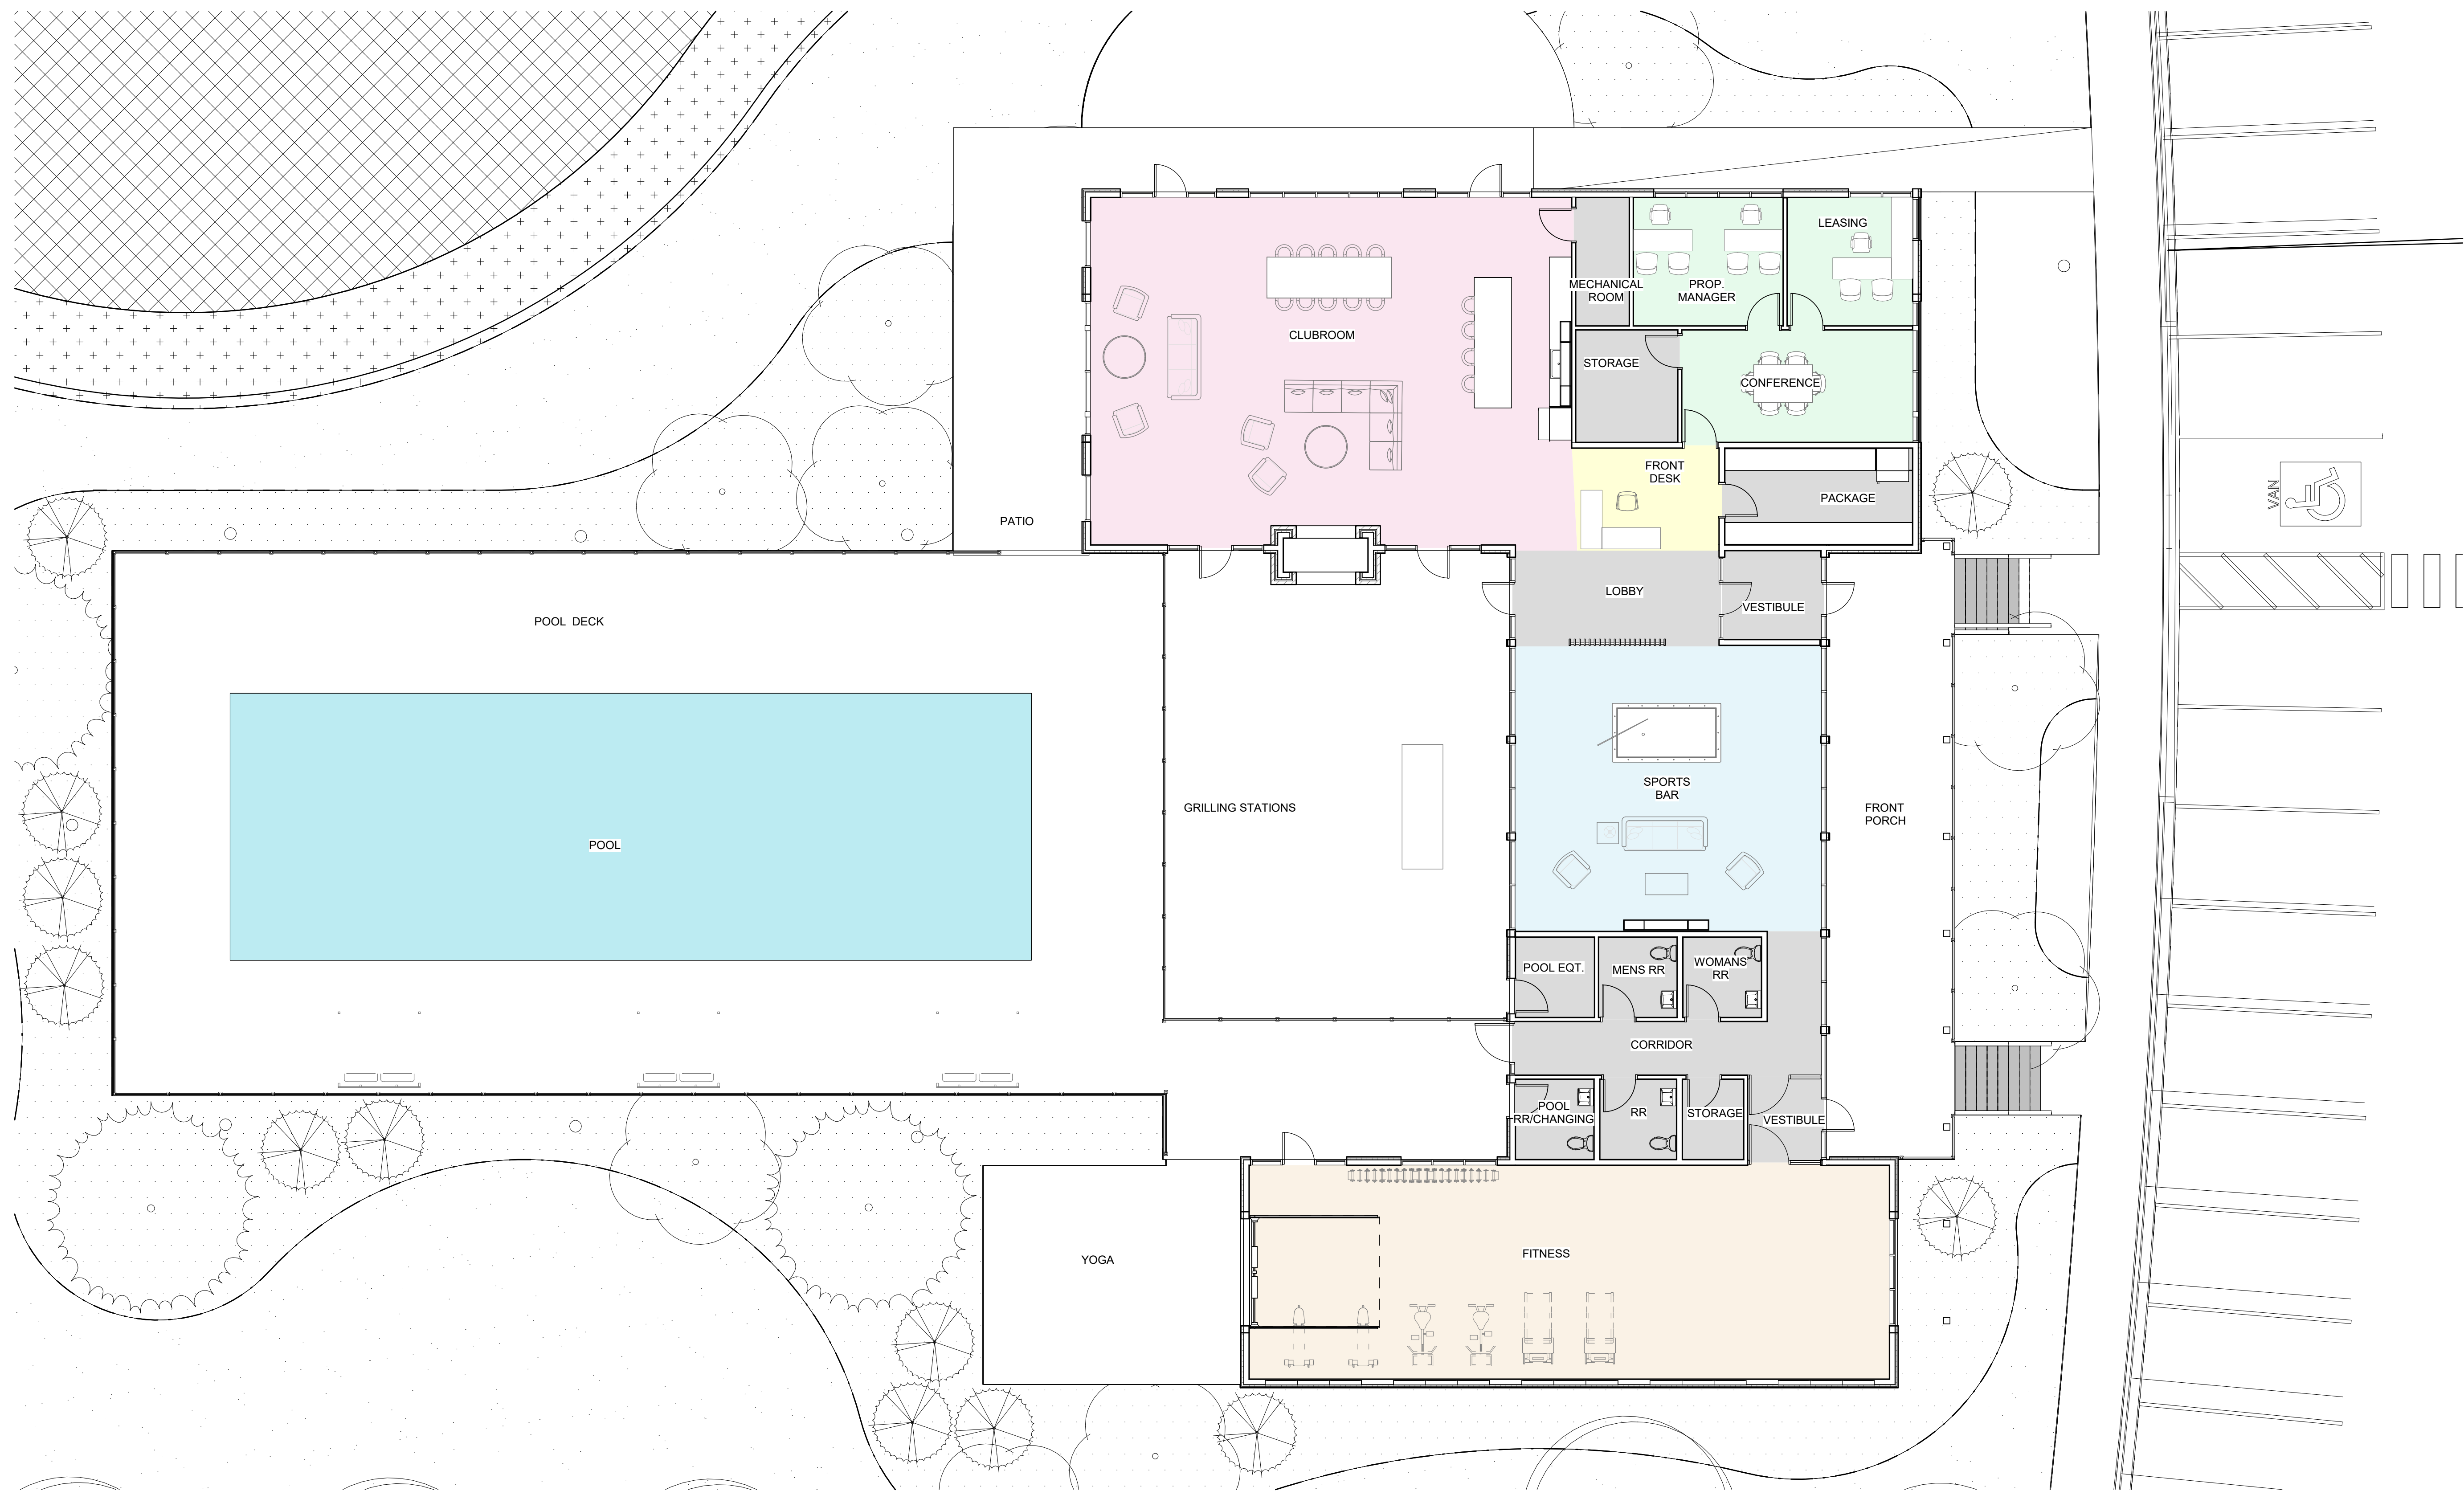 LEASING
MECHANICAL
ROOM
PROP.
MANAGER
CLUBROOM
STORAGE
CONFERENCE
FRONT
DESK
PACKAGE
VAN
PATIO
LOBBY
VESTIBULE
POOL DECK
SPORTS
BAR
GRILLING STATIONS
FRONT
PORCH
POOL
POOL EQT.
MENS RR
WOMANS
RR
CORRIDOR
POOL
RR/CHANGING
RR
STORAGE
VESTIBULE
YOGA
FITNESS